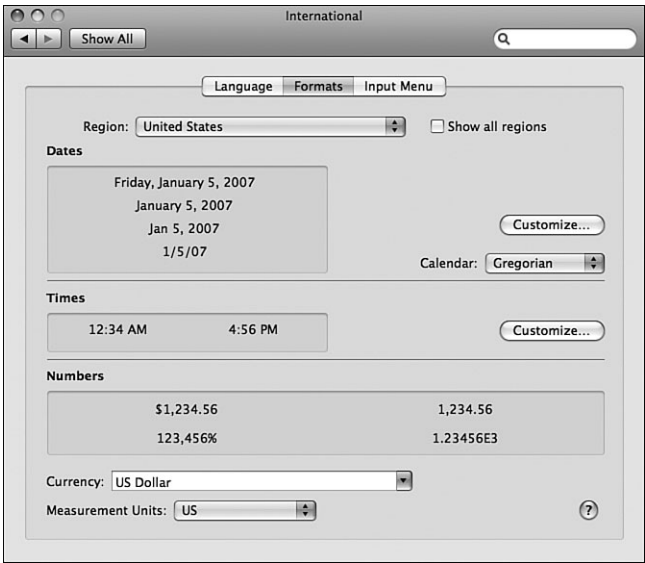 International
Show All
Language Formats Input Menu
Region: United States Show all regions
Dates
Friday, January 5, 2007
January 5, 2007
Jan 5, 2007
1/5/07
Customize...
Calendar: Gregorian
Times
12:34 AM 4:56 PM
Customize...
Numbers
$1,234.56 1,234.56
123,456% 1.23456E3
Currency: US Dollar
Measurement Units: US
?